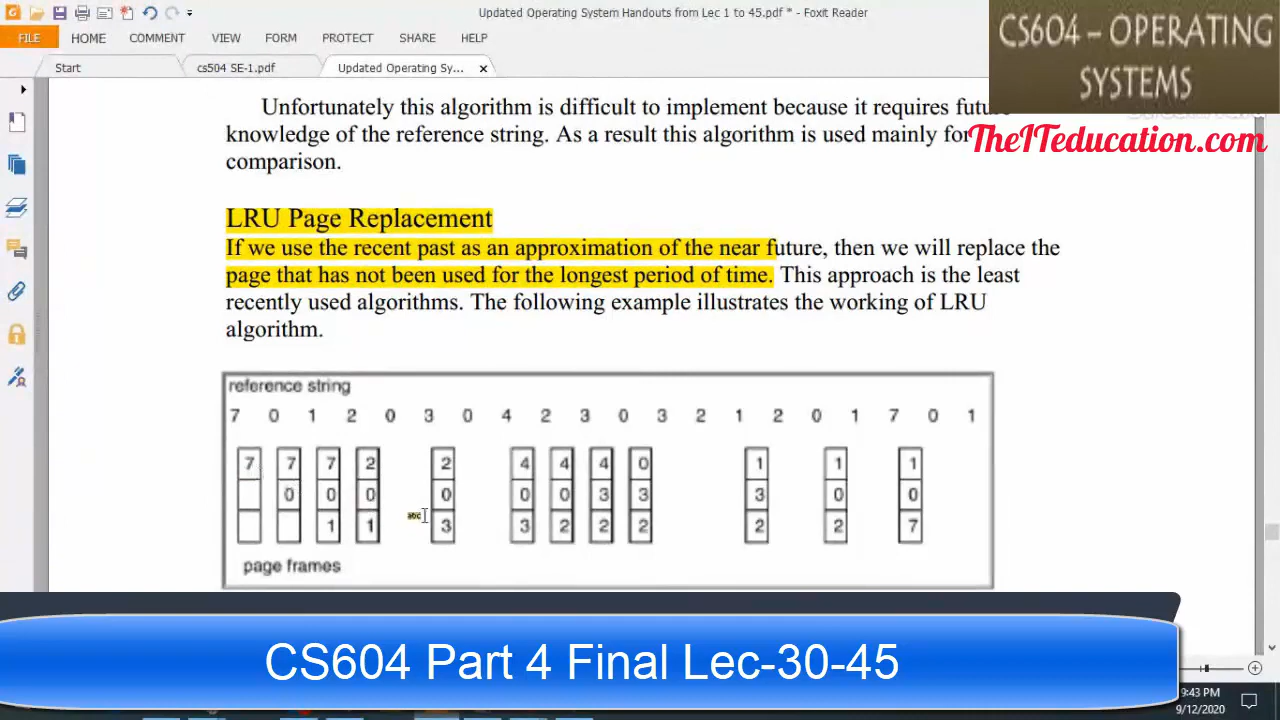 Updated Operating System Handouts from Lec 1 to 45.pdf * - Foxit Reader
FILE HOME COMMENT VIEW FORM PROTECT SHARE HELP
Start cs504 SE-1.pdf Updated Operating Sy...
CS604 – OPERATING
SYSTEMS
TheITeducation.com
Unfortunately this algorithm is difficult to implement because it requires future
knowledge of the reference string. As a result this algorithm is used mainly for
comparison.
LRU Page Replacement
If we use the recent past as an approximation of the near future, then we will replace the
page that has not been used for the longest period of time. This approach is the least
recently used algorithms. The following example illustrates the working of LRU
algorithm.
reference string
7 0 1 2 0 3 0 4 2 3 0 3 2 1 2 0 1 7 0 1
7 7 7 2 2 4 4 4 0 1 1 1
0 0 0 0 0 0 3 3 3 0 0
1 1 3 3 2 2 2 2 2 7
page frames
CS604 Part 4 Final Lec-30-45
9:43 PM
9/12/2020